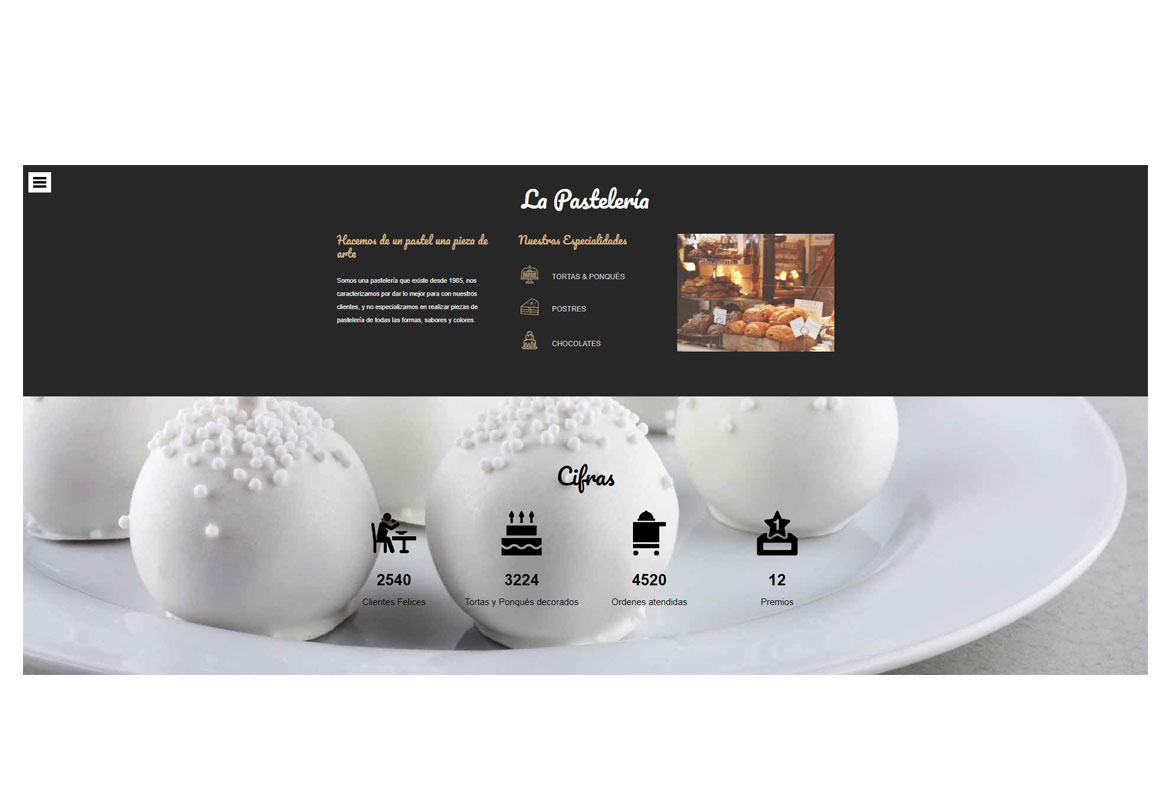 La Pastelería
Hacemos de un pastel una pieza de
arte
Somos una pastelería que existe desde 1985, nos
caracterizamos por dar lo mejor para con nuestros
clientes, y no especializamos en realizar piezas de
pastelería de todas las formas, sabores y colores.
Nuestras Especialidades
TORTAS & PONQUÉS
POSTRES
CHOCOLATES
Cifras
1
2540
3224
4520
12
Clientes Felices
Tortas y Ponqués decorados
Ordenes atendidas
Premios